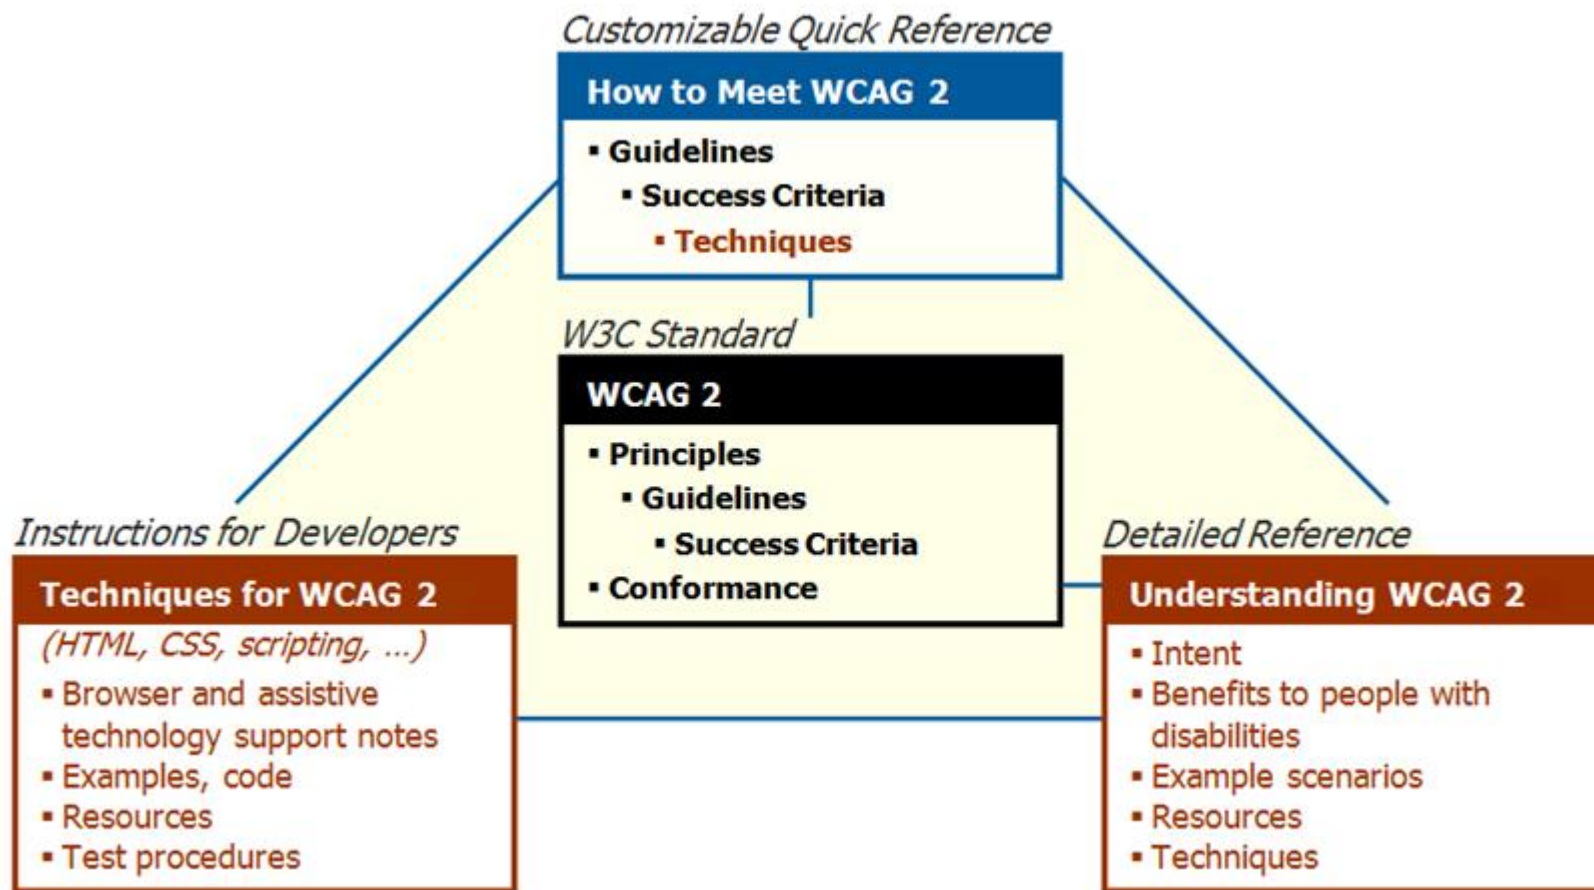 Customizable Quick Reference
How to Meet WCAG 2
▪ Guidelines
▪ Success Criteria
▪ Techniques
W3C Standard
WCAG 2
▪ Principles
▪ Guidelines
▪ Success Criteria
▪ Conformance
Instructions for Developers
Techniques for WCAG 2
(HTML, CSS, scripting, ...)
▪ Browser and assistive
technology support notes
▪ Examples, code
▪ Resources
▪ Test procedures
Detailed Reference
Understanding WCAG 2
▪ Intent
▪ Benefits to people with
disabilities
▪ Example scenarios
▪ Resources
▪ Techniques